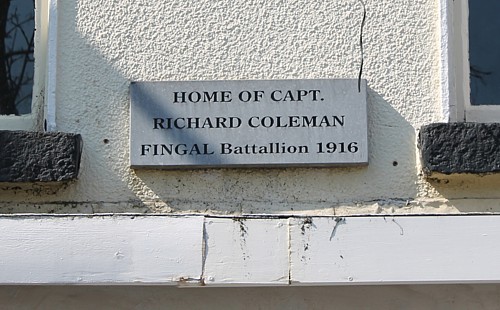 HOME OF CAPT.
RICHARD COLEMAN
FINGAL Battallion 1916